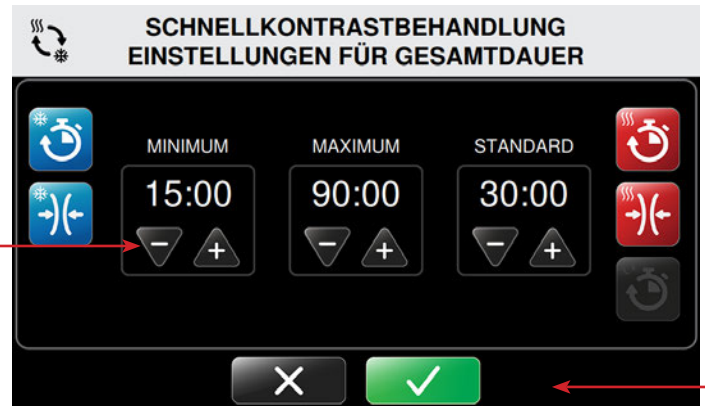 SCHNELLKONTRASTBEHANDLUNG
EINSTELLUNGEN FÜR GESAMTDAUER
MINIMUM MAXIMUM STANDARD
15:00 90:00 30:00